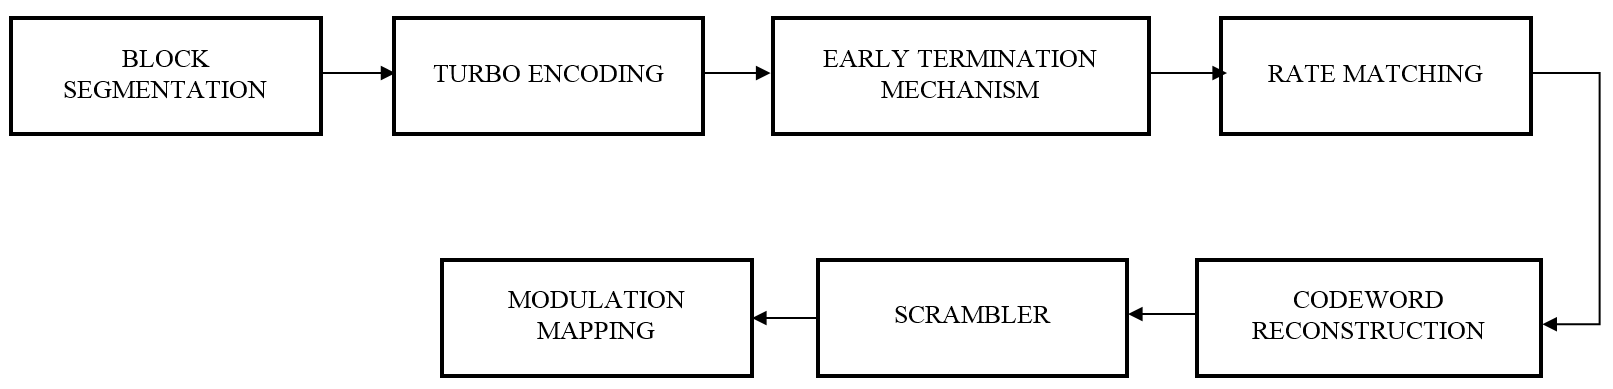 BLOCK
SEGMENTATION
TURBO ENCODING
EARLY TERMINATION
MECHANISM
RATE MATCHING
CODEWORD
RECONSTRUCTION
SCRAMBLER
MODULATION
MAPPING